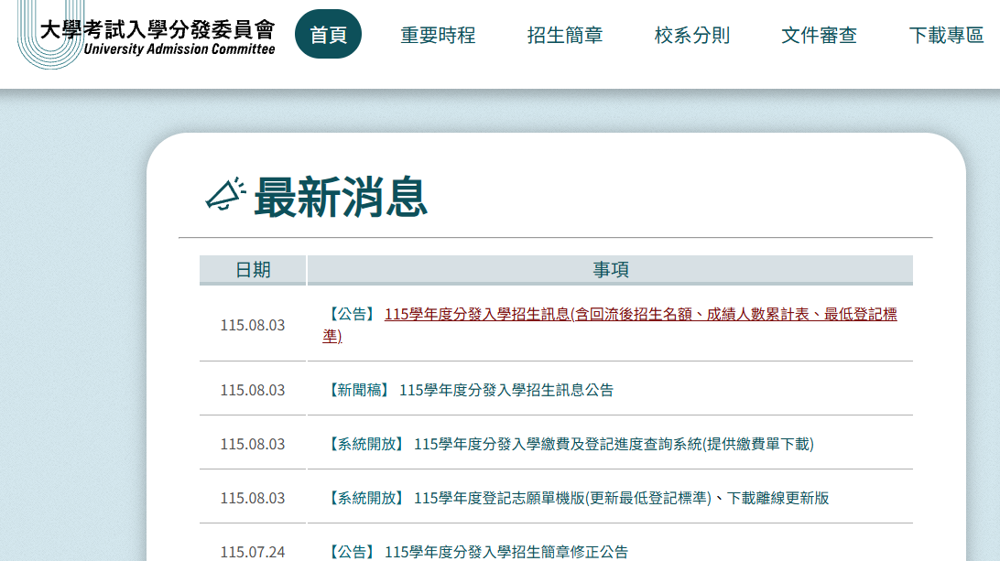 大學考試入學分發委員會
University Admission Committee
首頁 重要時程 招生簡章 校系分則 文件審查 下載專區
最新消息
日期 事項
115.08.03 【公告】 115學年度分發入學招生訊息(含回流後招生名額、成績人數累計表、最低登記標
準)
115.08.03 【新聞稿】 115學年度分發入學招生訊息公告
115.08.03 【系統開放】 115學年度分發入學繳費及登記進度查詢系統(提供繳費單下載)
115.08.03 【系統開放】 115學年度登記志願單機版(更新最低登記標準)、下載離線更新版
115.07.24 【公告】 115學年度分發入學招生簡章修正公告